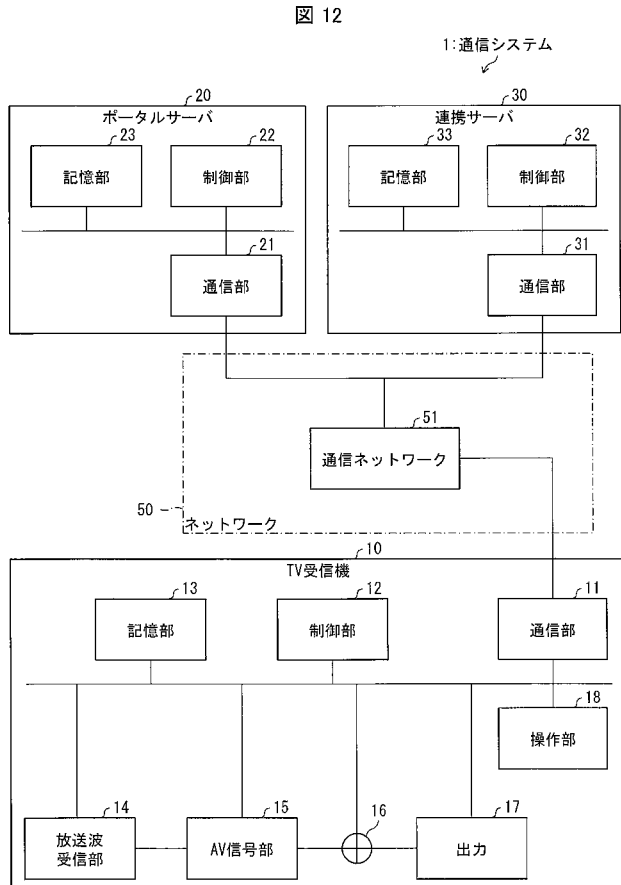 図 12
1:通信システム
20
ポータルサーバ
23
記憶部
22
制御部
21
通信部
30
連携サーバ
33
記憶部
32
制御部
31
通信部
51
通信ネットワーク
50
ネットワーク
10
TV受信機
13
記憶部
12
制御部
11
通信部
18
操作部
14
放送波
受信部
15
AV信号部
16
17
出力